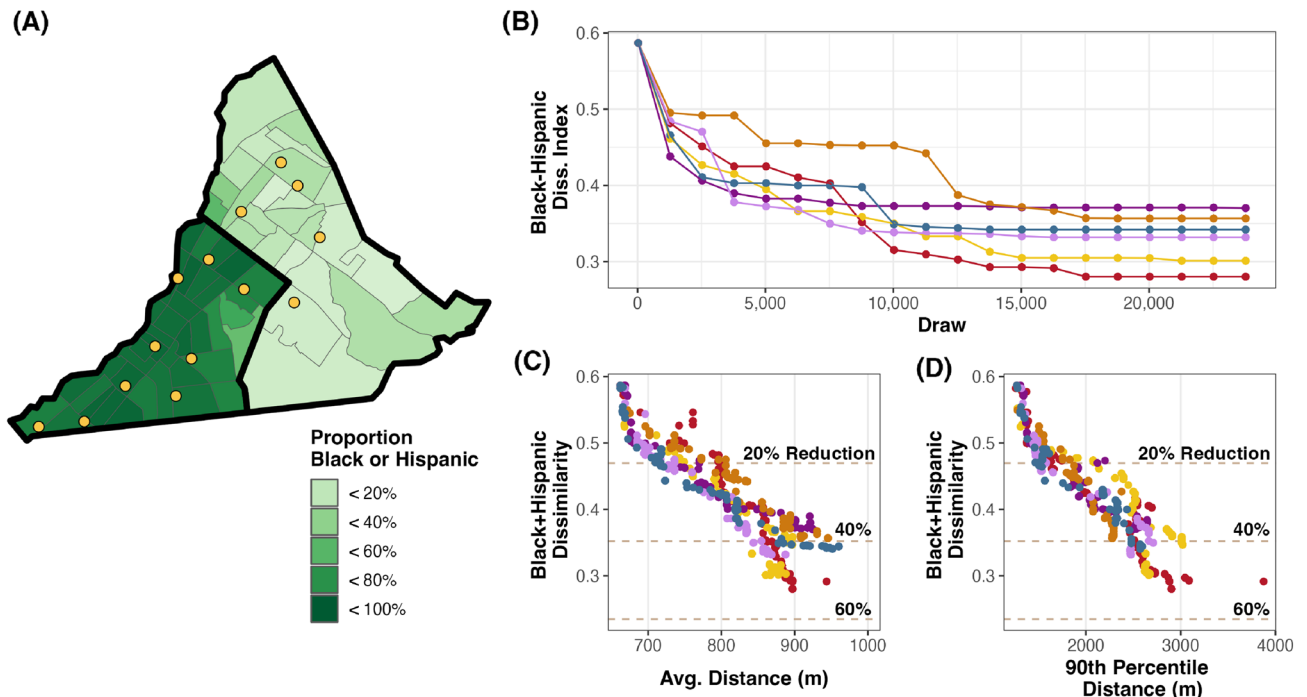 (A)
Proportion
Black or Hispanic
< 20%
< 40%
< 60%
< 80%
< 100%
(B)
Black-Hispanic
Diss. Index
0.6
0.5
0.4
0.3
0
5,000
10,000
15,000
20,000
Draw
(C)
Black+Hispanic
Dissimilarity
0.6
0.5
0.4
0.3
20% Reduction
40%
60%
700
800
900
1000
Avg. Distance (m)
(D)
Black+Hispanic
Dissimilarity
0.6
0.5
0.4
0.3
20% Reduction
40%
60%
2000
3000
4000
90th Percentile
Distance (m)